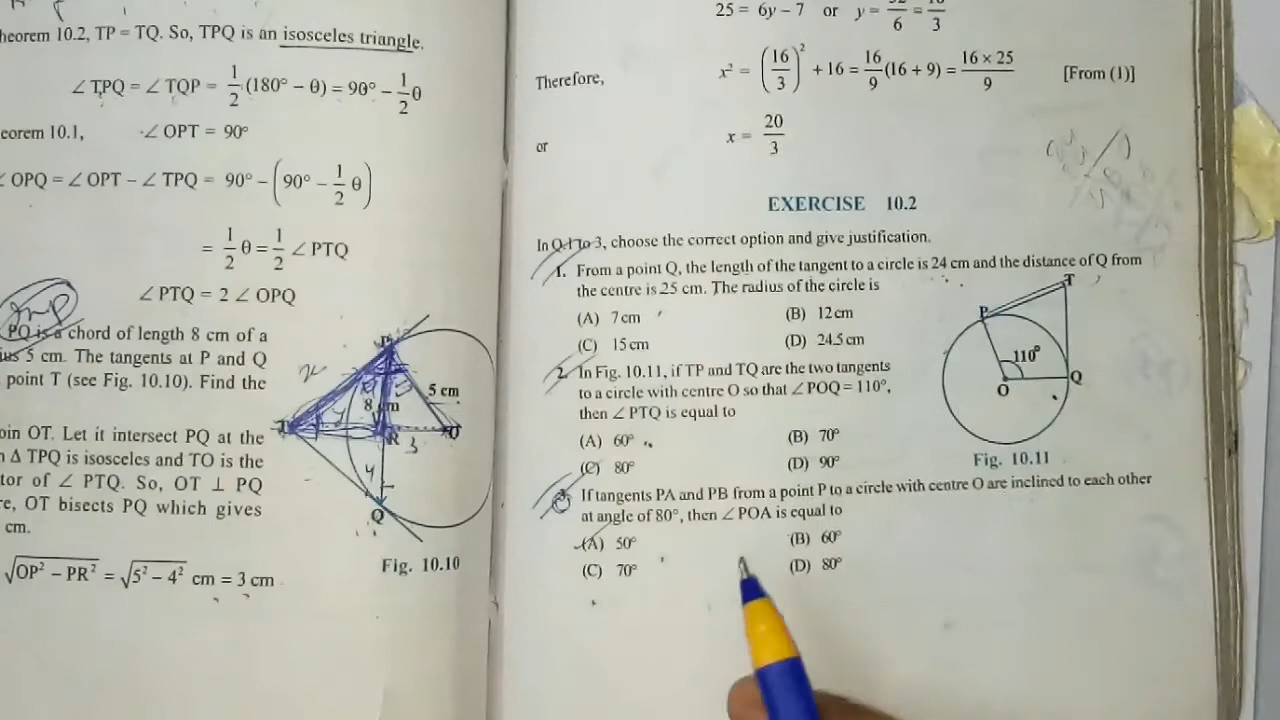 heorem 10.2, TP = TQ. So, TPQ is an isosceles triangle.
∠ TPQ = ∠ TQP = 1/2 (180° – θ) = 90° – 1/2 θ
eorem 10.1, ∠ OPT = 90°
∠ OPQ = ∠ OPT – ∠ TPQ = 90° – (90° – 1/2 θ)
= 1/2 θ = 1/2 ∠ PTQ
∠ PTQ = 2 ∠ OPQ
Imp
PQ is a chord of length 8 cm of a
ius 5 cm. The tangents at P and Q
point T (see Fig. 10.10). Find the
oin OT. Let it intersect PQ at the
Δ TPQ is isosceles and TO is the
tor of ∠ PTQ. So, OT ⊥ PQ
re, OT bisects PQ which gives
cm.
√OP² – PR² = √5² – 4² cm = 3 cm
x
P
5 cm
8 cm
y
T
R
3
O
4
Q
Fig. 10.10
25 = 6y – 7 or y = 32/6 = 16/3
Therefore, x² = (16/3)² + 16 = 16/9 (16 + 9) = 16 × 25/9 [From (1)]
or x = 20/3
EXERCISE 10.2
In Q.1 to 3, choose the correct option and give justification.
1. From a point Q, the length of the tangent to a circle is 24 cm and the distance of Q from
the centre is 25 cm. The radius of the circle is
(A) 7 cm (B) 12 cm
(C) 15 cm (D) 24.5 cm
2. In Fig. 10.11, if TP and TQ are the two tangents
to a circle with centre O so that ∠ POQ = 110°,
then ∠ PTQ is equal to
(A) 60° (B) 70°
(C) 80° (D) 90°
T
P
110°
O
Q
Fig. 10.11
3. If tangents PA and PB from a point P to a circle with centre O are inclined to each other
at angle of 80°, then ∠ POA is equal to
(A) 50° (B) 60°
(C) 70° (D) 80°